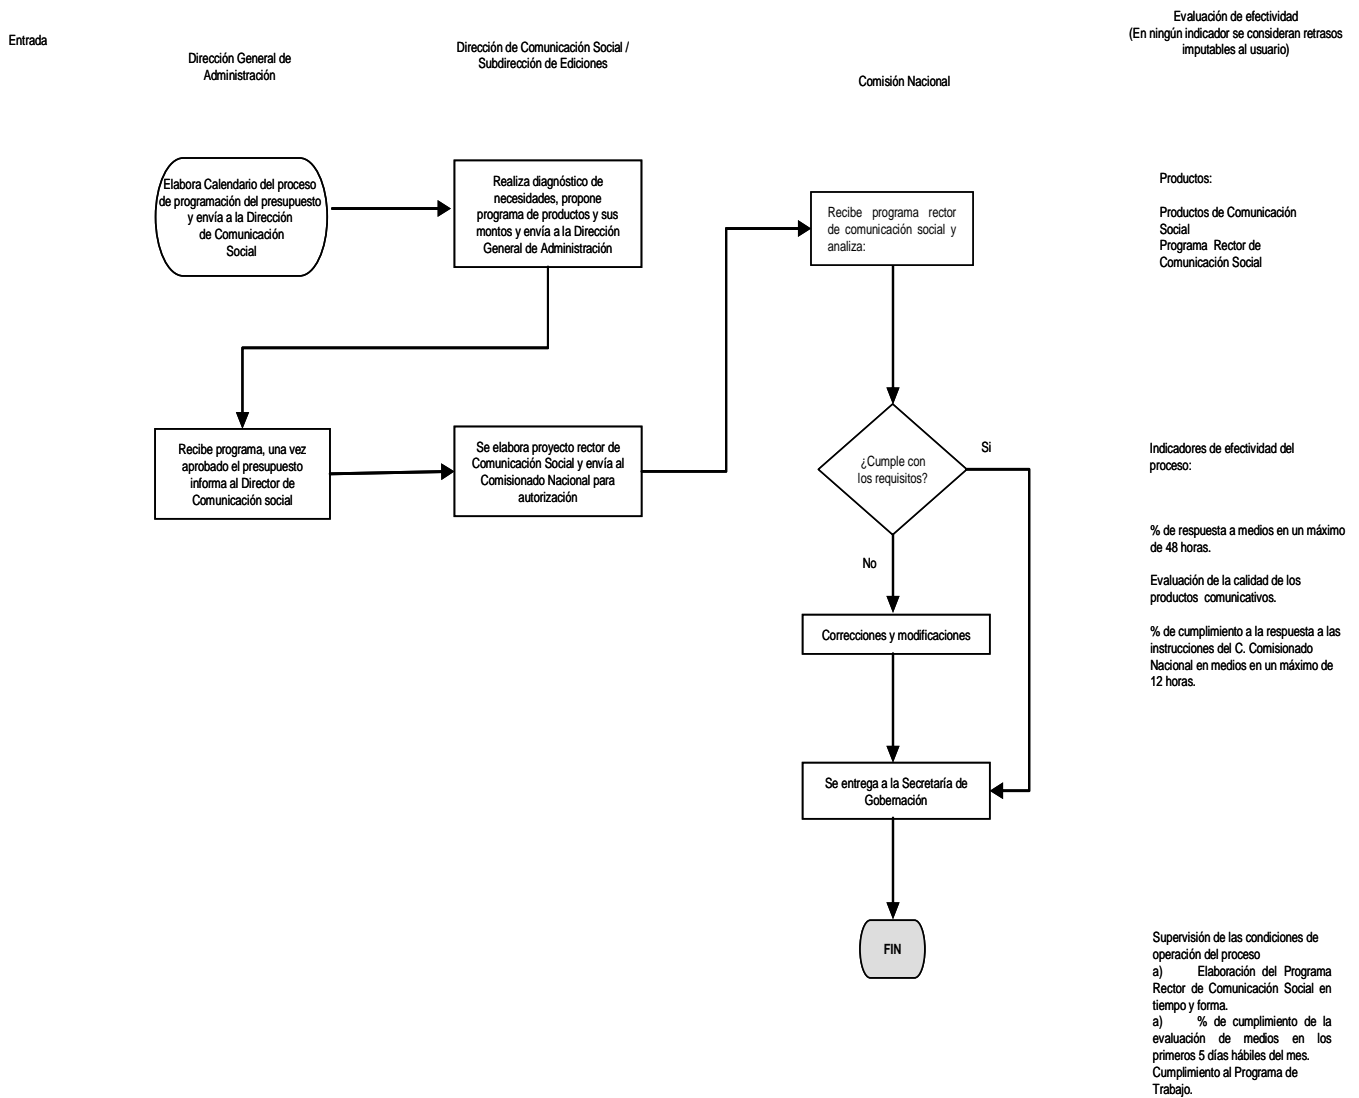 Entrada
Dirección General de
Administración
Dirección de Comunicación Social /
Subdirección de Ediciones
Comisión Nacional
Evaluación de efectividad
(En ningún indicador se consideran retrasos
imputables al usuario)
Elabora Calendario del proceso
de programación del presupuesto
y envía a la Dirección
de Comunicación
Social
Realiza diagnóstico de
necesidades, propone
programa de productos y sus
montos y envía a la Dirección
General de Administración
Recibe programa rector
de comunicación social y
analiza:
Productos:
Productos de Comunicación
Social
Programa Rector de
Comunicación Social
Recibe programa, una vez
aprobado el presupuesto
informa al Director de
Comunicación social
Se elabora proyecto rector de
Comunicación Social y envía al
Comisionado Nacional para
autorización
¿Cumple con
los requisitos?
Si
No
Indicadores de efectividad del
proceso:
% de respuesta a medios en un máximo
de 48 horas.
Evaluación de la calidad de los
productos comunicativos.
% de cumplimiento a la respuesta a las
instrucciones del C. Comisionado
Nacional en medios en un máximo de
12 horas.
Correcciones y modificaciones
Se entrega a la Secretaría de
Gobernación
FIN
Supervisión de las condiciones de
operación del proceso
a) Elaboración del Programa
Rector de Comunicación Social en
tiempo y forma.
a) % de cumplimiento de la
evaluación de medios en los
primeros 5 días hábiles del mes.
Cumplimiento al Programa de
Trabajo.